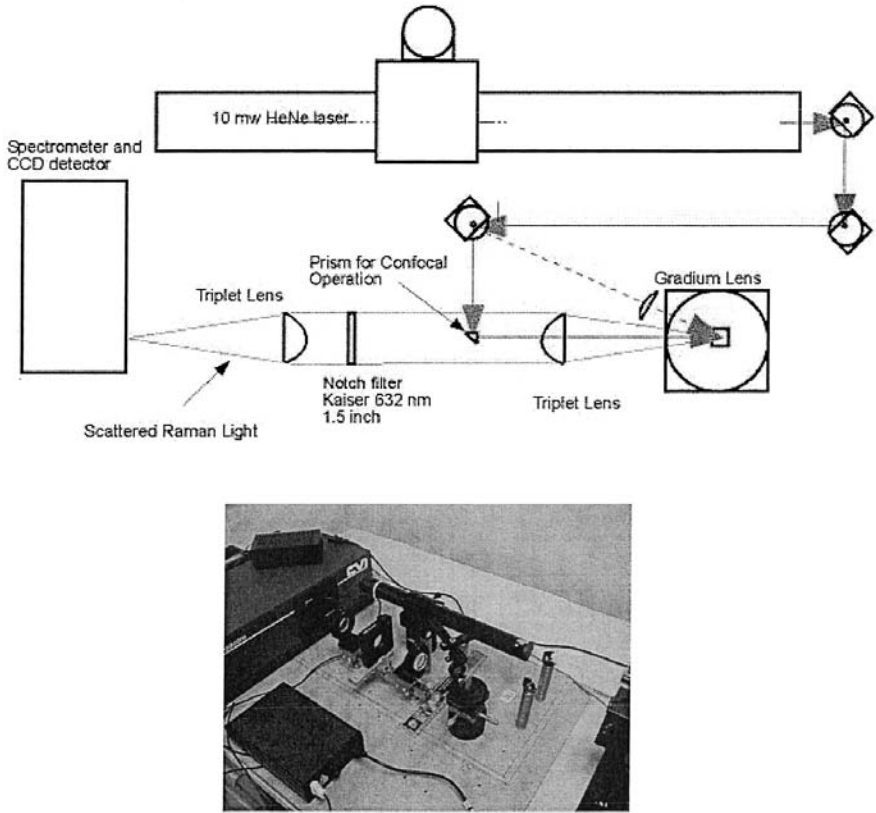 10 mw HeNe laser
Spectrometer and
CCD detector
Prism for Confocal
Operation
Gradium Lens
Triplet Lens
Notch filter
Kaiser 632 nm
1.5 inch
Triplet Lens
Scattered Raman Light